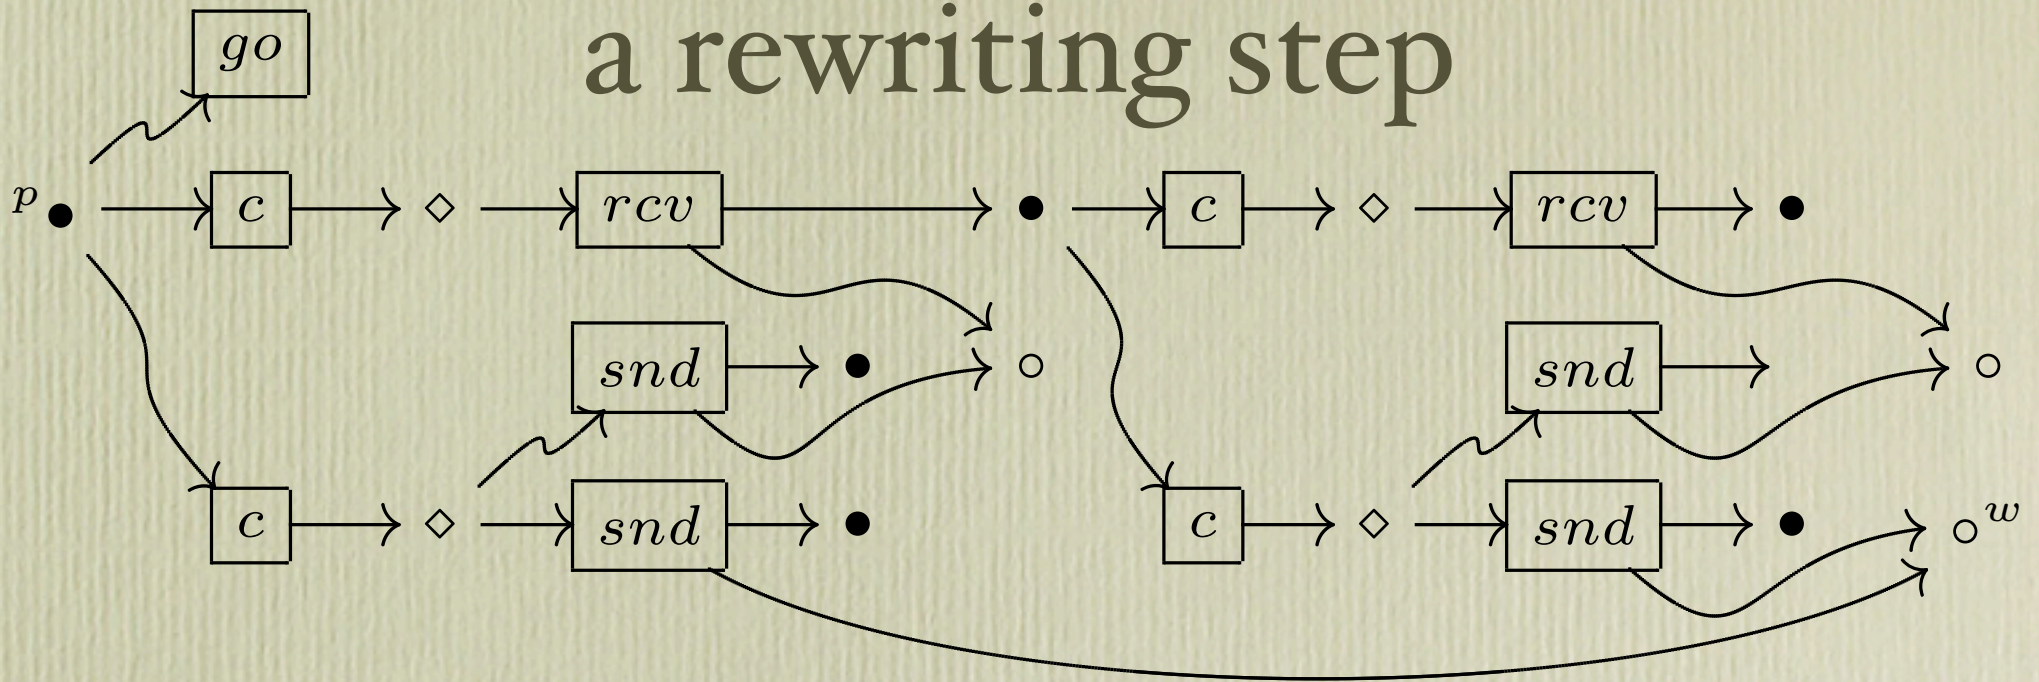 a rewriting step
go
p c rcv c rcv
snd snd
c snd c snd w